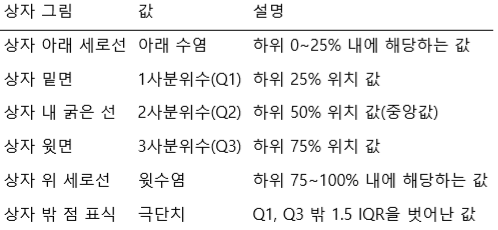 상자 그림 값 설명
상자 아래 세로선 아래 수염 하위 0~25% 내에 해당하는 값
상자 밑면 1사분위수(Q1) 하위 25% 위치 값
상자 내 굵은 선 2사분위수(Q2) 하위 50% 위치 값(중앙값)
상자 윗면 3사분위수(Q3) 하위 75% 위치 값
상자 위 세로선 윗수염 하위 75~100% 내에 해당하는 값
상자 밖 점 표식 극단치 Q1, Q3 밖 1.5 IQR을 벗어난 값